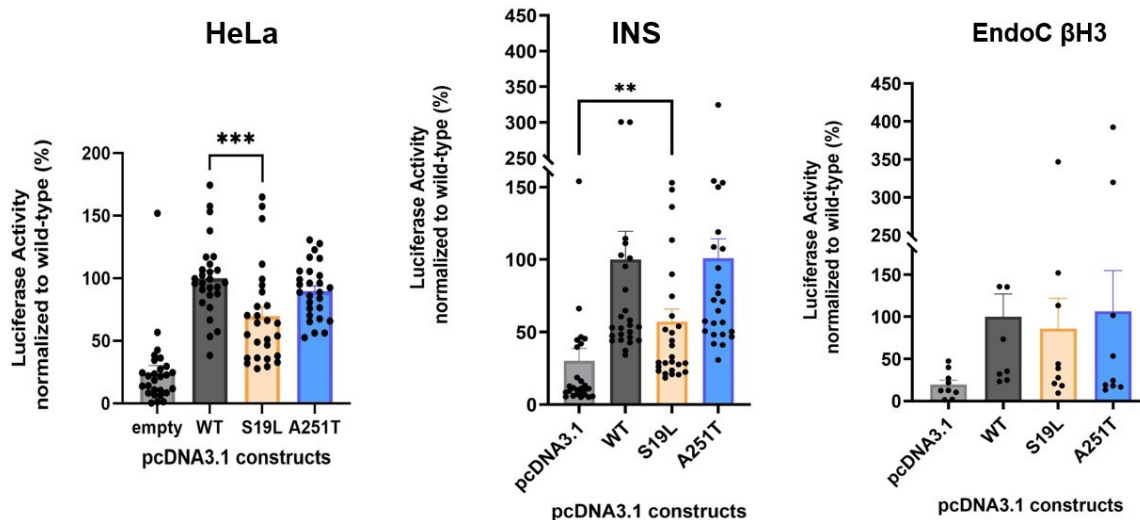 HeLa
Luciferase Activity
normalized to wild-type (%)
200
150
100
50
0
***
empty WT S19L A251T
pcDNA3.1 constructs
INS
Luciferase Activity
normalized to wild-type (%)
450
400
350
300
250
150
100
50
0
**
pcDNA3.1 WT S19L A251T
pcDNA3.1 constructs
EndoC βH3
Luciferase Activity
normalized to wild-type (%)
450
400
350
300
250
150
100
50
0
pcDNA3.1 WT S19L A251T
pcDNA3.1 constructs